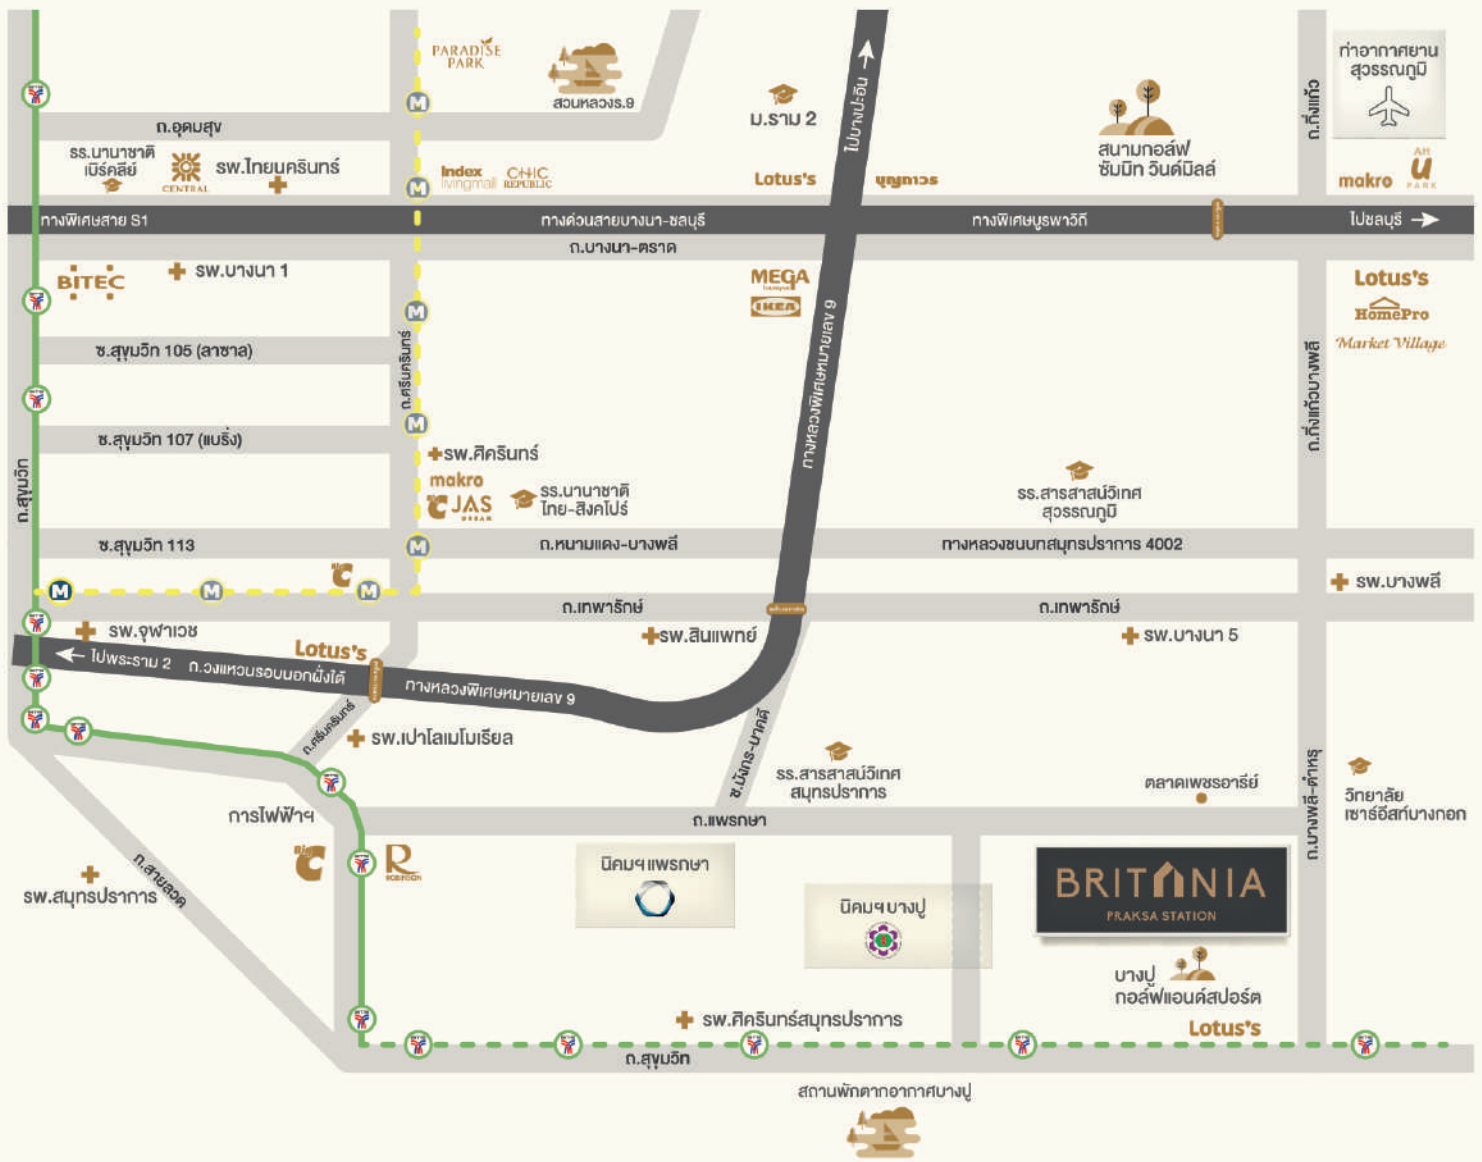 PARADISE
PARK
สวนหลวงร.9
ม.ราม 2
ไปบางปะอิน
สนามกอล์ฟ
ซัมมิท วินด์มิลล์
ถ.กิ่งแก้ว
ท่าอากาศยาน
สุวรรณภูมิ
ถ.อุดมสุข
รร.นานาชาติ
เบิร์คลีย์
CENTRAL
รพ.ไทยนครินทร์
M
M
Index
livingmall
CHIC
REPUBLIC
Lotus's
บุญถาวร
makro
AH
U
PARK
ทางพิเศษสาย S1
ทางด่วนสายบางนา-ชลบุรี
ทางพิเศษบูรพาวิถี
ไปชลบุรี
ถ.บางนา-ตราด
BITEC
รพ.บางนา 1
MEGA
IKEA
Lotus's
HomePro
Market Village
M
ซ.สุขุมวิท 105 (ลาซาล)
ถ.ศรีนครินทร์
ทางหลวงพิเศษหมายเลข 9
ถ.กิ่งแก้วบางพลี
M
ซ.สุขุมวิท 107 (แบริ่ง)
ถ.สุขุมวิท
รพ.ศิครินทร์
makro
C
JAS
URBAN
รร.นานาชาติ
ไทย-สิงคโปร์
รร.สารสาสน์วิเทศ
สุวรรณภูมิ
ซ.สุขุมวิท 113
M
ถ.หนามแดง-บางพลี
ทางหลวงชนบทสมุทรปราการ 4002
C
M
M
M
รพ.บางพลี
ถ.เทพารักษ์
ถ.เทพารักษ์
รพ.จุฬาเวช
Lotus's
รพ.สินแพทย์
รพ.บางนา 5
ไปพระราม 2
ถ.วงแหวนรอบนอกฝั่งใต้
ทางหลวงพิเศษหมายเลข 9
ถ.ศรีนครินทร์
รพ.เปาโลเมโมเรียล
ซ.มังกร-นาคดี
รร.สารสาสน์วิเทศ
สมุทรปราการ
ตลาดเพชรอารีย์
ถ.บางพลี-ตำหรุ
วิทยาลัย
เซาธ์อีสท์บางกอก
การไฟฟ้าฯ
ถ.แพรกษา
C
R
ROBINSON
รพ.สมุทรปราการ
ถ.สายลวด
นิคมฯแพรกษา
นิคมฯบางปู
BRITANIA
PRAKSA STATION
บางปู
กอล์ฟแอนด์สปอร์ต
รพ.ศิครินทร์สมุทรปราการ
Lotus's
ถ.สุขุมวิท
สถานพักตากอากาศบางปู